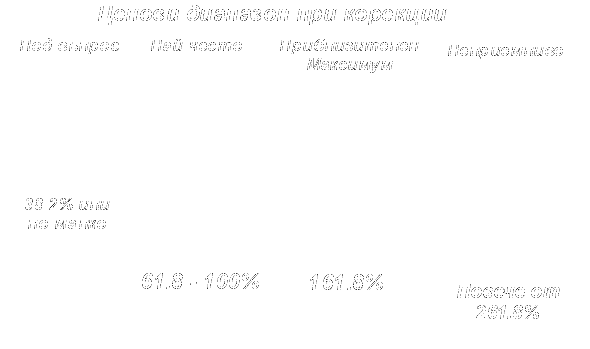 Ценови диапазон при корекции
Под въпрос Най често Приблизителен Неприемливо
Максимум
38.2% или
по малко
61.8 - 100% 161.8%
Повече от
261.8%